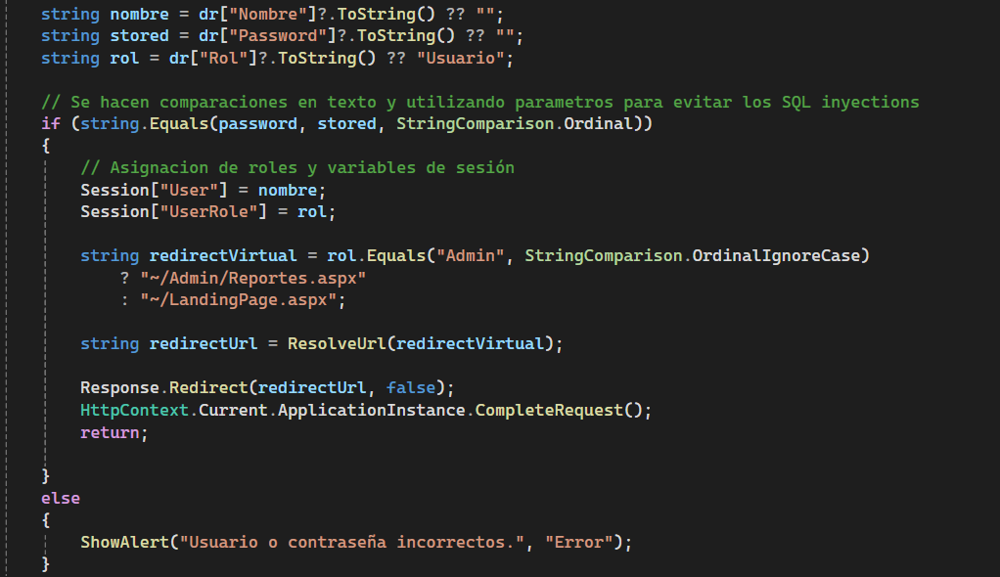 string nombre = dr["Nombre"]?.ToString() ?? "";
string stored = dr["Password"]?.ToString() ?? "";
string rol = dr["Rol"]?.ToString() ?? "Usuario";
// Se hacen comparaciones en texto y utilizando parametros para evitar los SQL inyections
if (string.Equals(password, stored, StringComparison.Ordinal))
{
// Asignacion de roles y variables de sesión
Session["User"] = nombre;
Session["UserRole"] = rol;
string redirectVirtual = rol.Equals("Admin", StringComparison.OrdinalIgnoreCase)
? "~/Admin/Reportes.aspx"
: "~/LandingPage.aspx";
string redirectUrl = ResolveUrl(redirectVirtual);
Response.Redirect(redirectUrl, false);
HttpContext.Current.ApplicationInstance.CompleteRequest();
return;
}
else
{
ShowAlert("Usuario o contraseña incorrectos.", "Error");
}